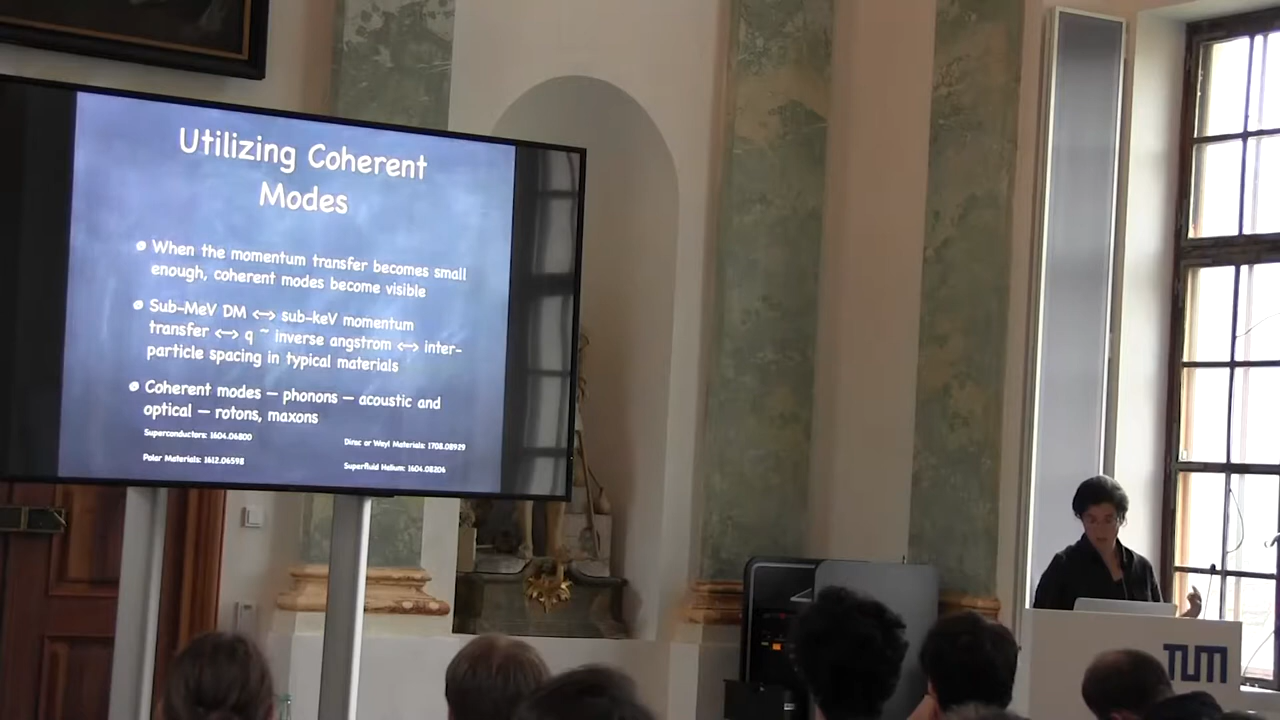 Utilizing Coherent
Modes
When the momentum transfer becomes small
enough, coherent modes become visible
Sub-MeV DM ⟷ sub-keV momentum
transfer ⟷ q ~ inverse angstrom ⟷ inter-
particle spacing in typical materials
Coherent modes — phonons — acoustic and
optical — rotons, maxons
Superconductors: 1604.06800
Dirac or Weyl Materials: 1708.08929
Polar Materials: 1612.06598
Superfluid Helium: 1604.08206
TUM